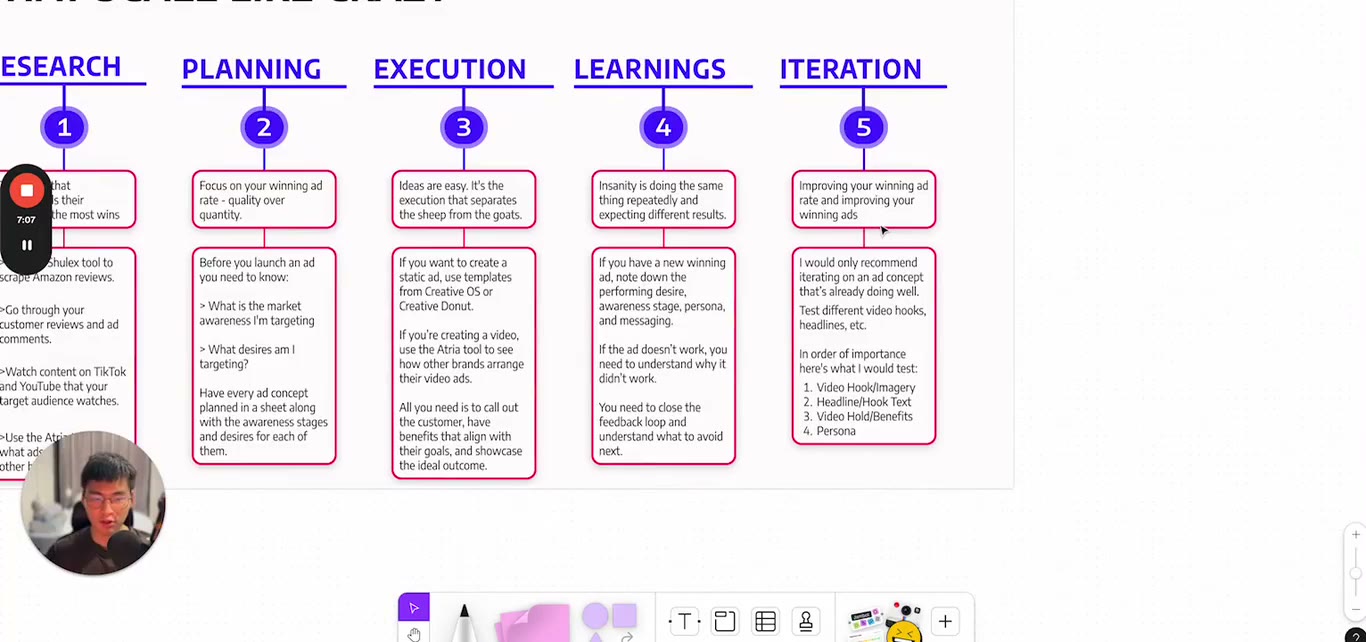 ESEARCH
1
that
is their
the most wins
Shulex tool to
scrape Amazon reviews.
>Go through your
customer reviews and ad
comments.
>Watch content on TikTok
and YouTube that your
target audience watches.
>Use the Atria
what ads
other
7:07
PLANNING
2
Focus on your winning ad
rate - quality over
quantity.
Before you launch an ad
you need to know:
> What is the market
awareness I'm targeting
> What desires am I
targeting?
Have every ad concept
planned in a sheet along
with the awareness stages
and desires for each of
them.
EXECUTION
3
Ideas are easy. It's the
execution that separates
the sheep from the goats.
If you want to create a
static ad, use templates
from Creative OS or
Creative Donut.
If you're creating a video,
use the Atria tool to see
how other brands arrange
their video ads.
All you need is to call out
the customer, have
benefits that align with
their goals, and showcase
the ideal outcome.
LEARNINGS
4
Insanity is doing the same
thing repeatedly and
expecting different results.
If you have a new winning
ad, note down the
performing desire,
awareness stage, persona,
and messaging.
If the ad doesn't work, you
need to understand why it
didn't work.
You need to close the
feedback loop and
understand what to avoid
next.
ITERATION
5
Improving your winning ad
rate and improving your
winning ads
I would only recommend
iterating on an ad concept
that's already doing well.
Test different video hooks,
headlines, etc.
In order of importance
here's what I would test:
1. Video Hook/Imagery
2. Headline/Hook Text
3. Video Hold/Benefits
4. Persona
T